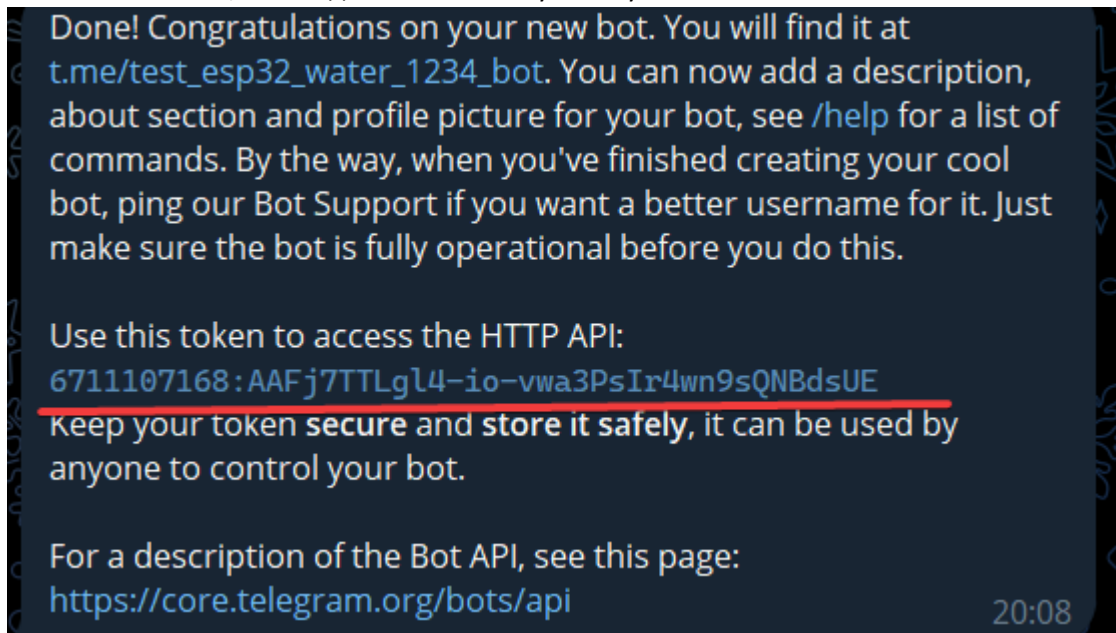 Done! Congratulations on your new bot. You will find it at
t.me/test_esp32_water_1234_bot. You can now add a description,
about section and profile picture for your bot, see /help for a list of
commands. By the way, when you've finished creating your cool
bot, ping our Bot Support if you want a better username for it. Just
make sure the bot is fully operational before you do this.
Use this token to access the HTTP API:
6711107168:AAFj7TTLgl4-io-vwa3PsIr4wn9sQNBdsUE
Keep your token secure and store it safely, it can be used by
anyone to control your bot.
For a description of the Bot API, see this page:
https://core.telegram.org/bots/api
20:08